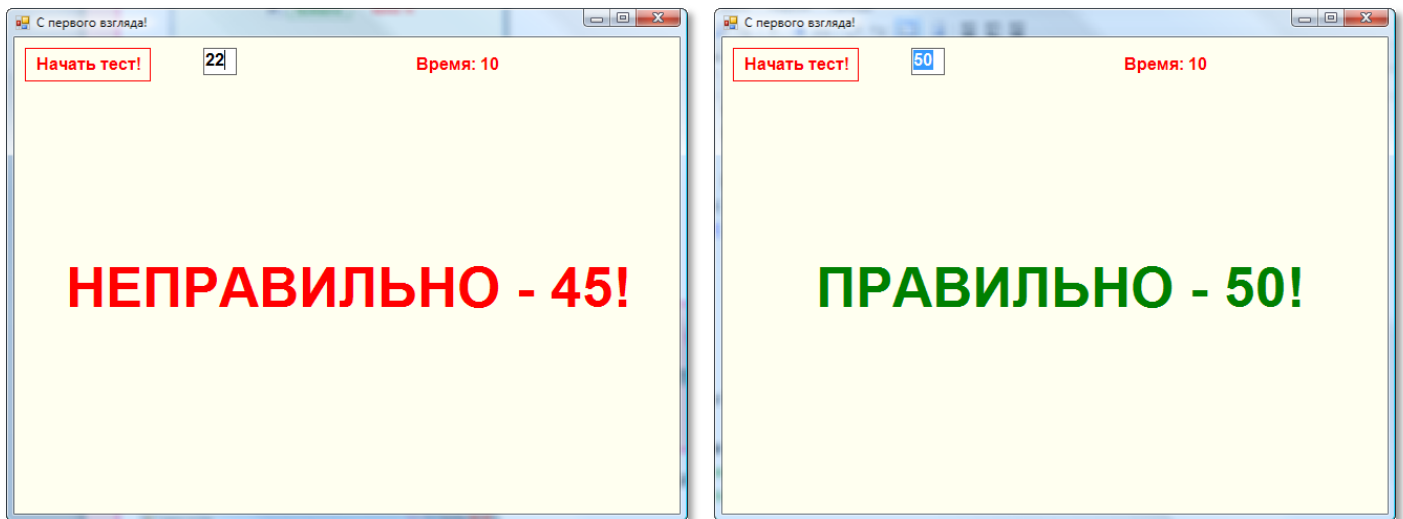 С первого взгляда!
Начать тест! 22 Время: 10
НЕПРАВИЛЬНО - 45!
С первого взгляда!
Начать тест! 50 Время: 10
ПРАВИЛЬНО - 50!